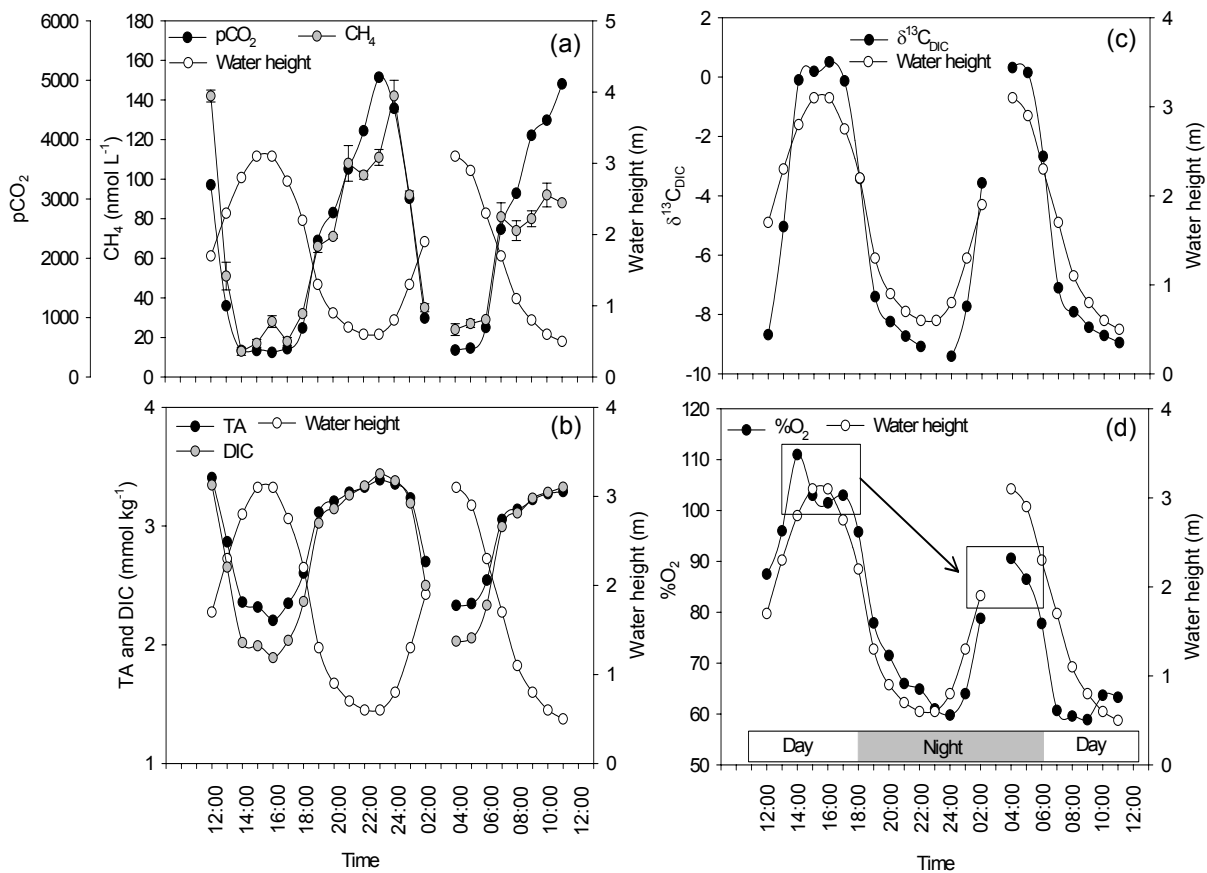 (a)
pCO2
CH4
Water height
pCO2
6000
5000
4000
3000
2000
1000
0
CH4 (nmol L-1)
180
160
140
120
100
80
60
40
20
0
5
4
3
2
1
0
Water height (m)
(c)
δ13CDIC
Water height
δ13CDIC
2
0
-2
-4
-6
-8
-10
4
3
2
1
0
Water height (m)
(b)
TA
Water height
DIC
TA and DIC (mmol kg-1)
4
3
2
1
4
3
2
1
0
Water height (m)
12:00
14:00
16:00
18:00
20:00
22:00
24:00
02:00
04:00
06:00
08:00
10:00
12:00
Time
(d)
%O2
Water height
%O2
120
110
100
90
80
70
60
50
4
3
2
1
0
Water height (m)
Day
Night
Day
12:00
14:00
16:00
18:00
20:00
22:00
24:00
02:00
04:00
06:00
08:00
10:00
12:00
Time